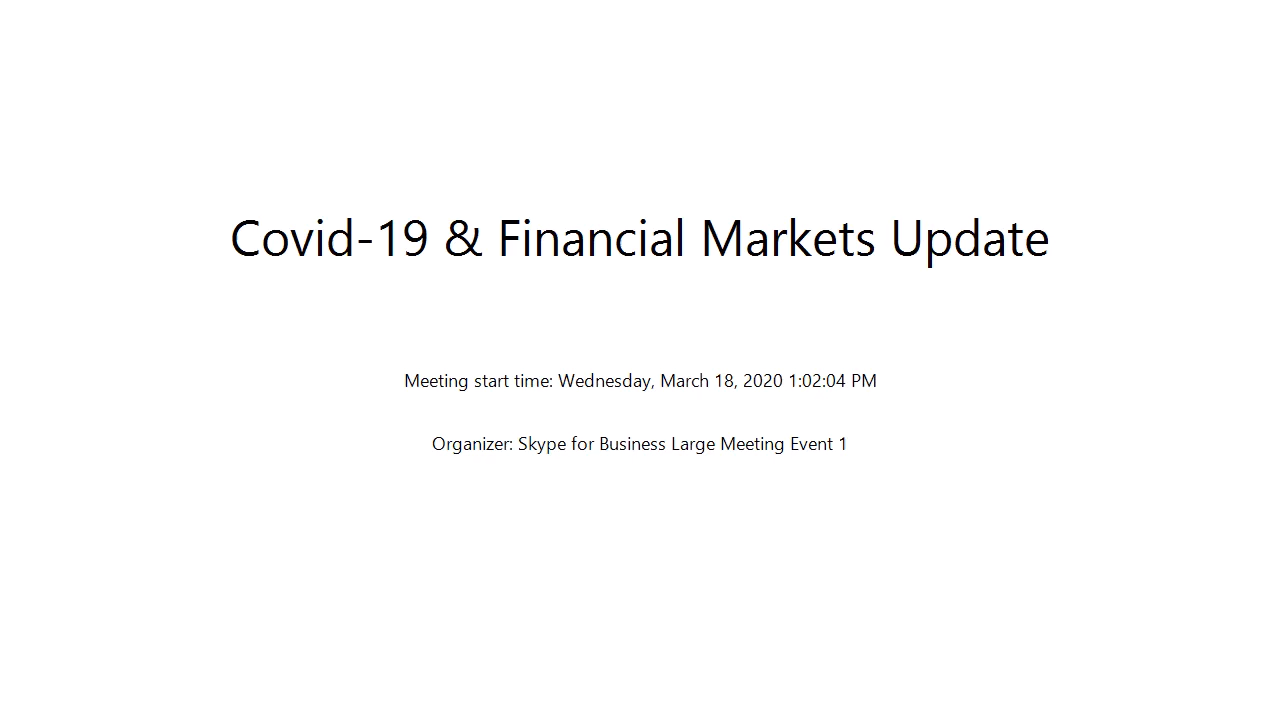 Covid-19 & Financial Markets Update
Meeting start time: Wednesday, March 18, 2020 1:02:04 PM
Organizer: Skype for Business Large Meeting Event 1